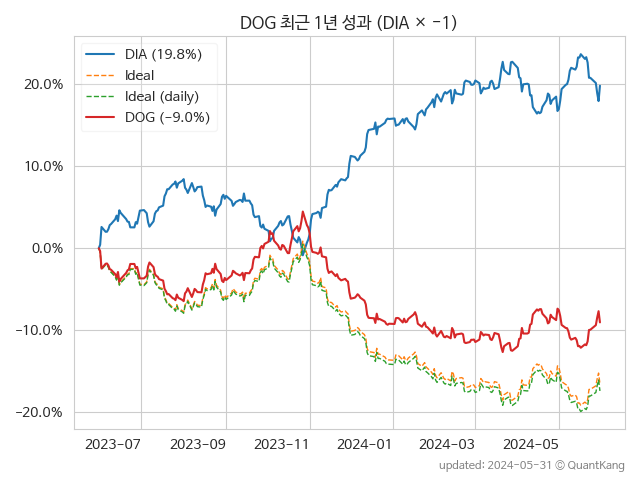 DOG 최근 1년 성과 (DIA × -1)
DIA (19.8%)
Ideal
Ideal (daily)
DOG (-9.0%)
20.0%
10.0%
0.0%
-10.0%
-20.0%
2023-07 2023-09 2023-11 2024-01 2024-03 2024-05
updated: 2024-05-31 © QuantKang